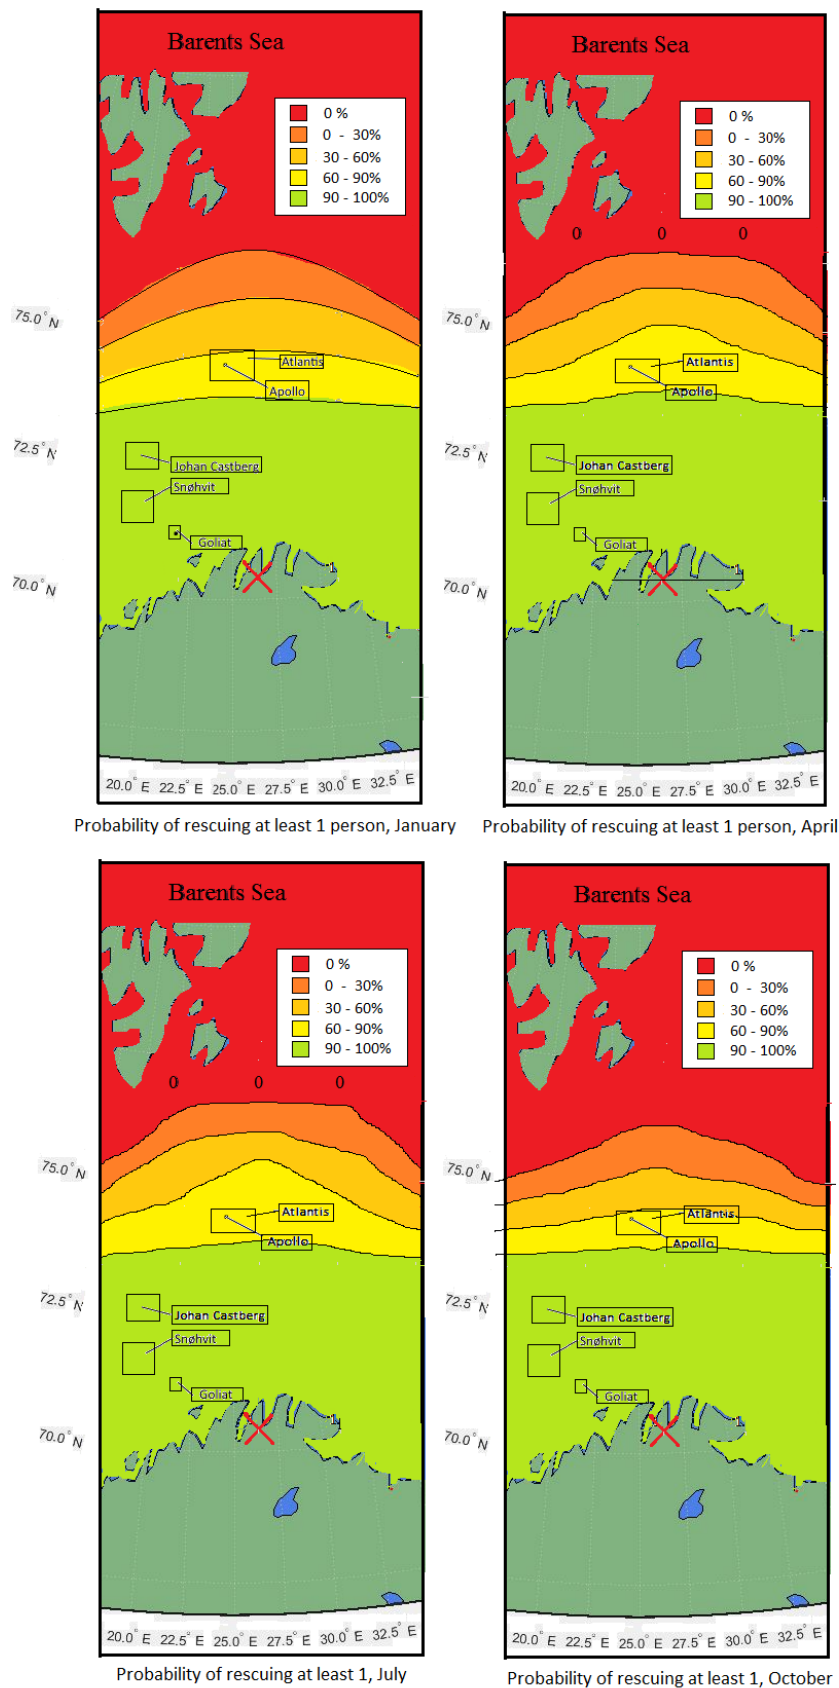 Barents Sea
0 %
0 - 30%
30 - 60%
60 - 90%
90 - 100%
75.0° N
Atlantis
Apollo
72.5° N
Johan Castberg
Snøhvit
Goliat
70.0° N
1
20.0° E 22.5° E 25.0° E 27.5° E 30.0° E 32.5° E
Probability of rescuing at least 1 person, January
Barents Sea
0 %
0 - 30%
30 - 60%
60 - 90%
90 - 100%
0 0 0
75.0° N
Atlantis
Apollo
72.5° N
Johan Castberg
Snøhvit
Goliat
70.0° N
1
20.0° E 22.5° E 25.0° E 27.5° E 30.0° E 32.5° E
Probability of rescuing at least 1 person, April
Barents Sea
0 %
0 - 30%
30 - 60%
60 - 90%
90 - 100%
0 0 0
75.0° N
Atlantis
Apollo
72.5° N
Johan Castberg
Snøhvit
Goliat
70.0° N
1
20.0° E 22.5° E 25.0° E 27.5° E 30.0° E 32.5° E
Probability of rescuing at least 1, July
Barents Sea
0 %
0 - 30%
30 - 60%
60 - 90%
90 - 100%
75.0° N
Atlantis
Apollo
72.5° N
Johan Castberg
Snøhvit
Goliat
70.0° N
1
20.0° E 22.5° E 25.0° E 27.5° E 30.0° E 32.5° E
Probability of rescuing at least 1, October